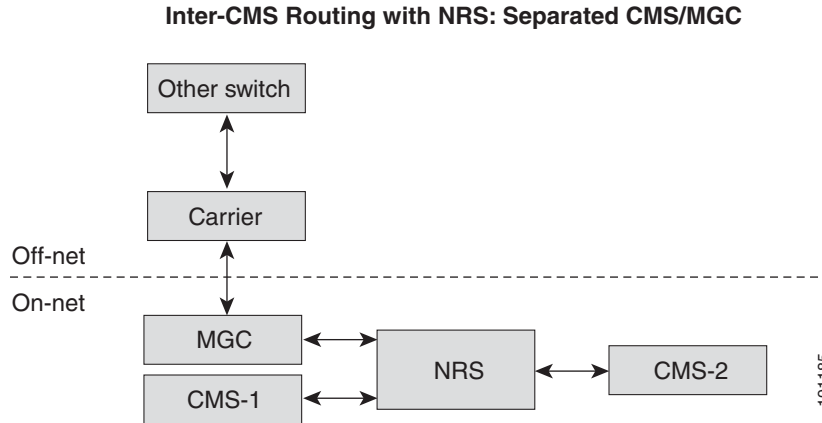 Inter-CMS Routing with NRS: Separated CMS/MGC
Other switch
Carrier
Off-net
On-net
MGC
NRS
CMS-2
CMS-1